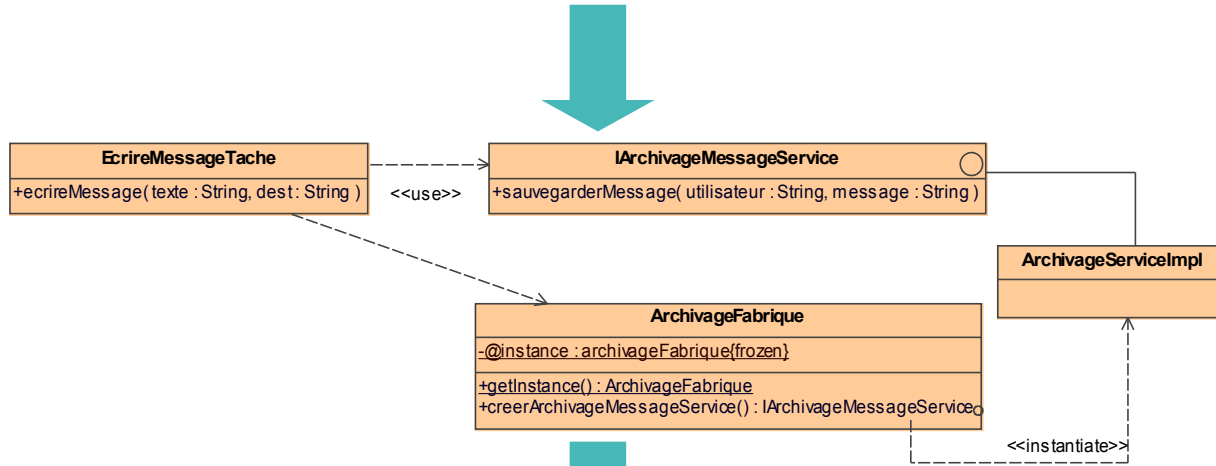 EcrireMessageTache
+ecrireMessage( texte : String, dest : String )
<<use>>
IArchivageMessageService
+sauvegarderMessage( utilisateur : String, message : String )
ArchivageServiceImpl
ArchivageFabrique
-@instance : archivageFabrique{frozen}
+getInstance() : ArchivageFabrique
+creerArchivageMessageService() : IArchivageMessageService
<<instantiate>>